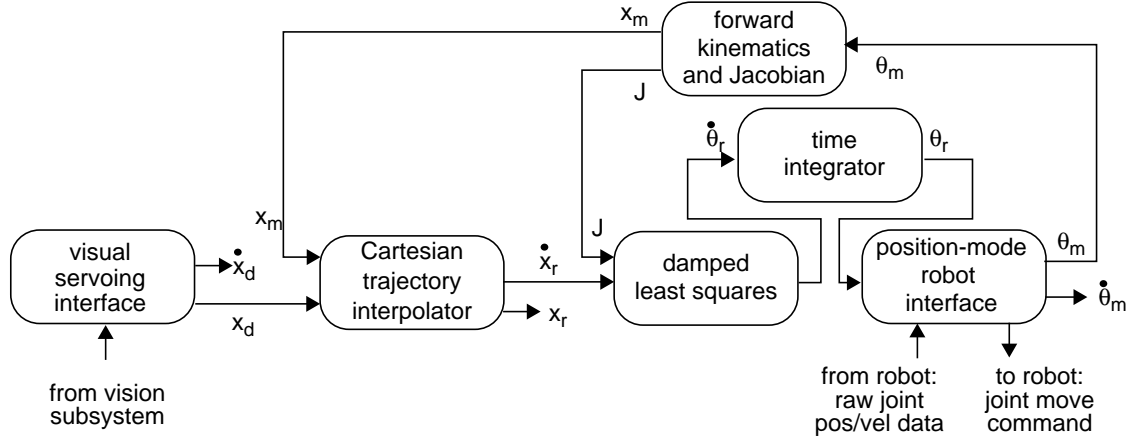 x_m
forward
kinematics
and Jacobian
θ_m
J
θ̇_r
time
integrator
θ_r
x_m
visual
servoing
interface
ẋ_d
x_d
Cartesian
trajectory
interpolator
ẋ_r
x_r
J
damped
least squares
position-mode
robot
interface
θ_m
θ̇_m
from vision
subsystem
from robot:
raw joint
pos/vel data
to robot:
joint move
command